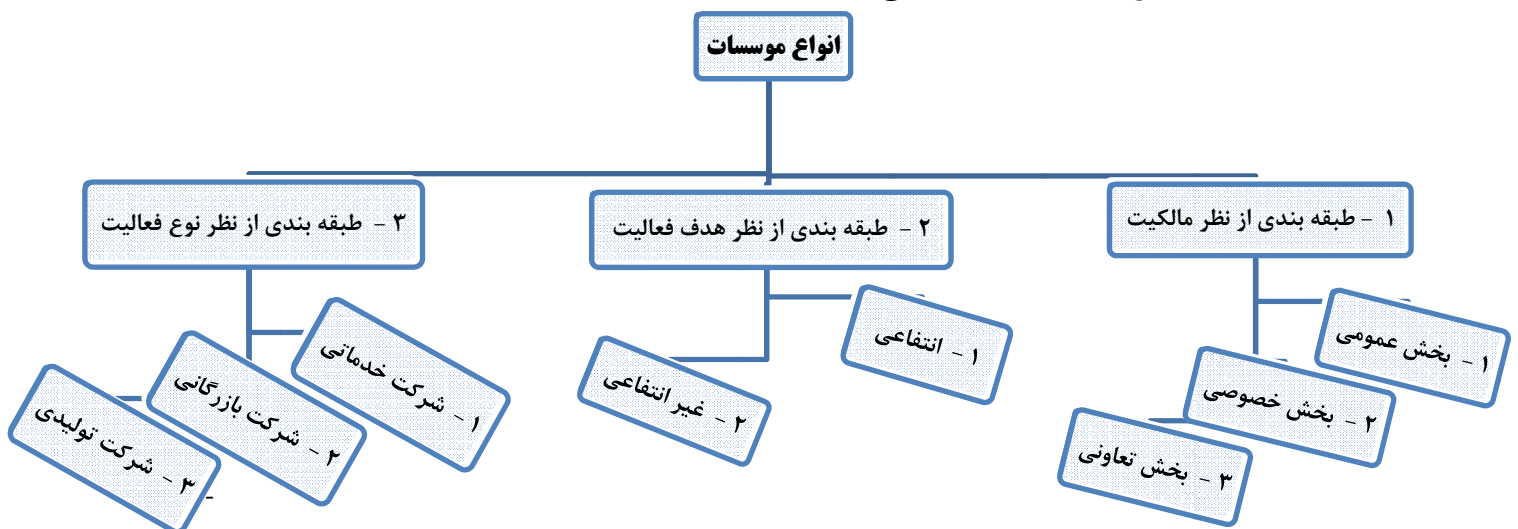 انواع موسسات
۱ - طبقه بندی از نظر مالکیت
۱ - بخش عمومی
۲ - بخش خصوصی
۳ - بخش تعاونی
۲ - طبقه بندی از نظر هدف فعالیت
۱ - انتفاعی
۲ - غیر انتفاعی
۳ - طبقه بندی از نظر نوع فعالیت
۱ - شرکت خدماتی
۲ - شرکت بازرگانی
۳ - شرکت تولیدی
-